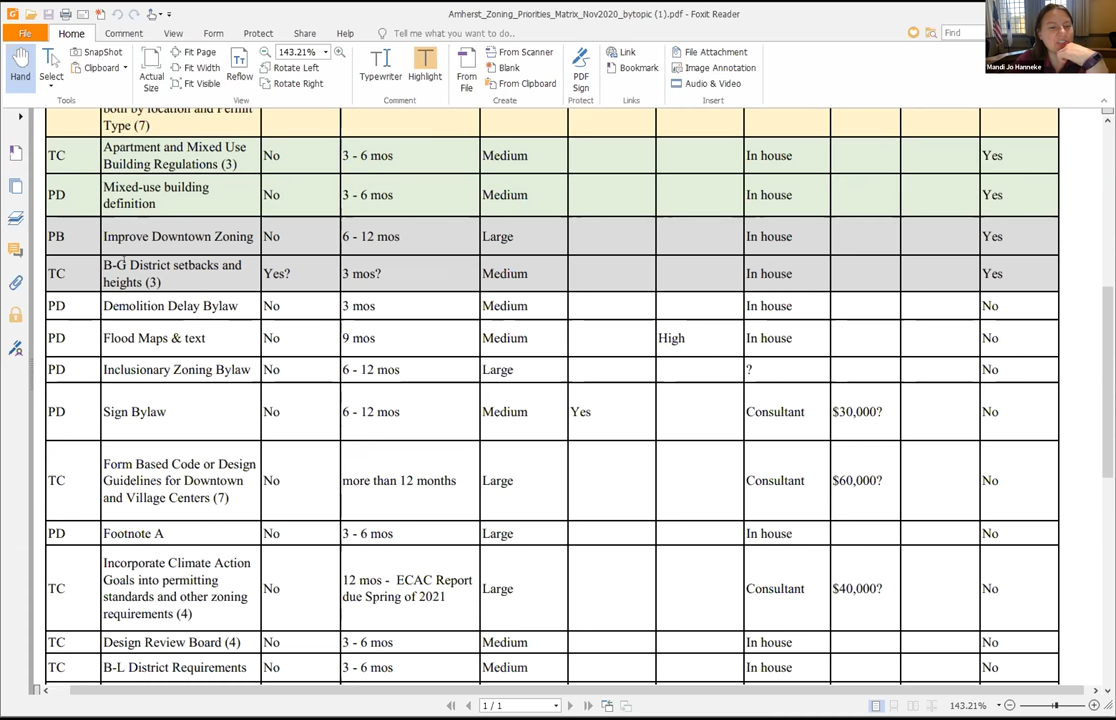 Amherst_Zoning_Priorities_Matrix_Nov2020_bytopic (1).pdf - Foxit Reader
File Home Comment View Form Protect Share Help Tell me what you want to do... Find
Hand
Select
SnapShot
Clipboard
Tools
Actual Size
Fit Page
Fit Width
Fit Visible
Reflow
143.21%
Rotate Left
Rotate Right
View
Typewriter
Highlight
Comment
From File
From Scanner
Blank
From Clipboard
Create
PDF Sign
Protect
Link
Bookmark
Links
File Attachment
Image Annotation
Audio & Video
Insert
Mandi Jo Hanneke
both by location and Permit
Type (7)
TC Apartment and Mixed Use Building Regulations (3) No 3 - 6 mos Medium In house Yes
PD Mixed-use building definition No 3 - 6 mos Medium In house Yes
PB Improve Downtown Zoning No 6 - 12 mos Large In house Yes
TC B-G District setbacks and heights (3) Yes? 3 mos? Medium In house Yes
PD Demolition Delay Bylaw No 3 mos Medium In house No
PD Flood Maps & text No 9 mos Medium High In house No
PD Inclusionary Zoning Bylaw No 6 - 12 mos Large ? No
PD Sign Bylaw No 6 - 12 mos Medium Yes Consultant $30,000? No
TC Form Based Code or Design Guidelines for Downtown and Village Centers (7) No more than 12 months Large Consultant $60,000? No
PD Footnote A No 3 - 6 mos Large In house No
TC Incorporate Climate Action Goals into permitting standards and other zoning requirements (4) No 12 mos - ECAC Report due Spring of 2021 Large Consultant $40,000? No
TC Design Review Board (4) No 3 - 6 mos Medium In house No
TC B-L District Requirements No 3 - 6 mos Medium In house No
1 / 1
143.21%